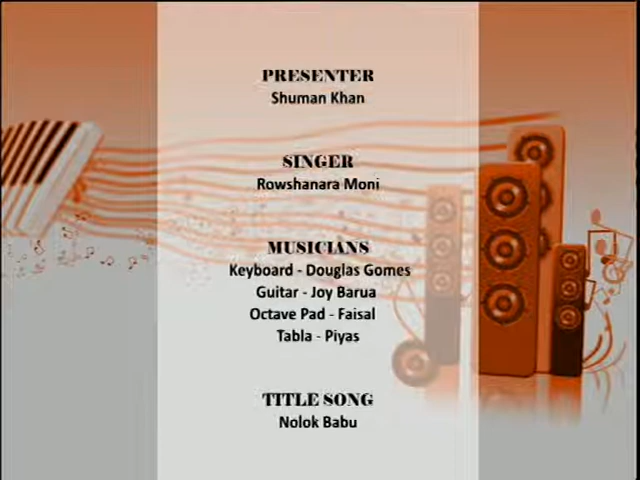 PRESENTER
Shuman Khan
SINGER
Rowshanara Moni
MUSICIANS
Keyboard - Douglas Gomes
Guitar - Joy Barua
Octave Pad - Faisal
Tabla - Piyas
TITLE SONG
Nolok Babu